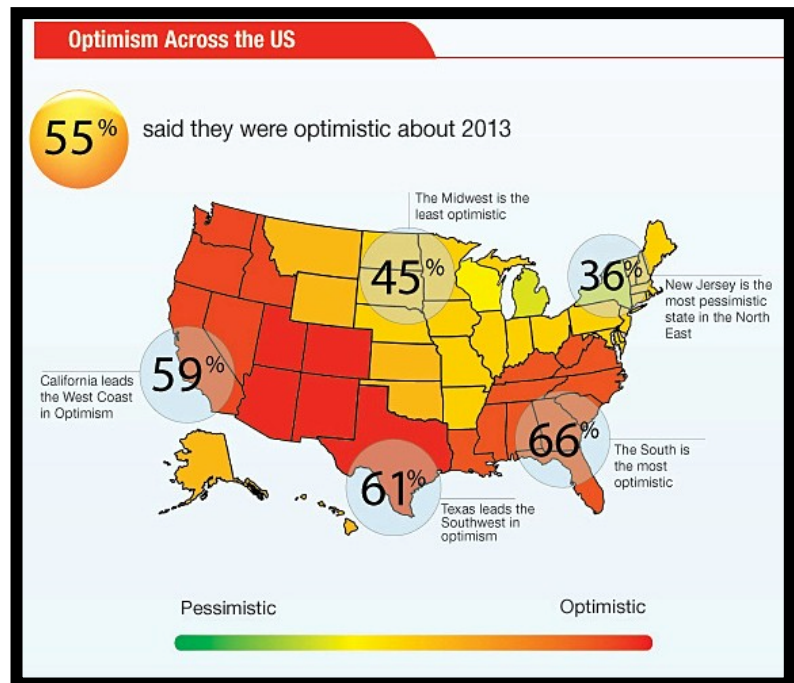 Optimism Across the US
55% said they were optimistic about 2013
The Midwest is the
least optimistic
45%
36%
New Jersey is the
most pessimistic
state in the North
East
59%
California leads
the West Coast
in Optimism
66%
The South is
the most
optimistic
61%
Texas leads the
Southwest in
optimism
Pessimistic
Optimistic